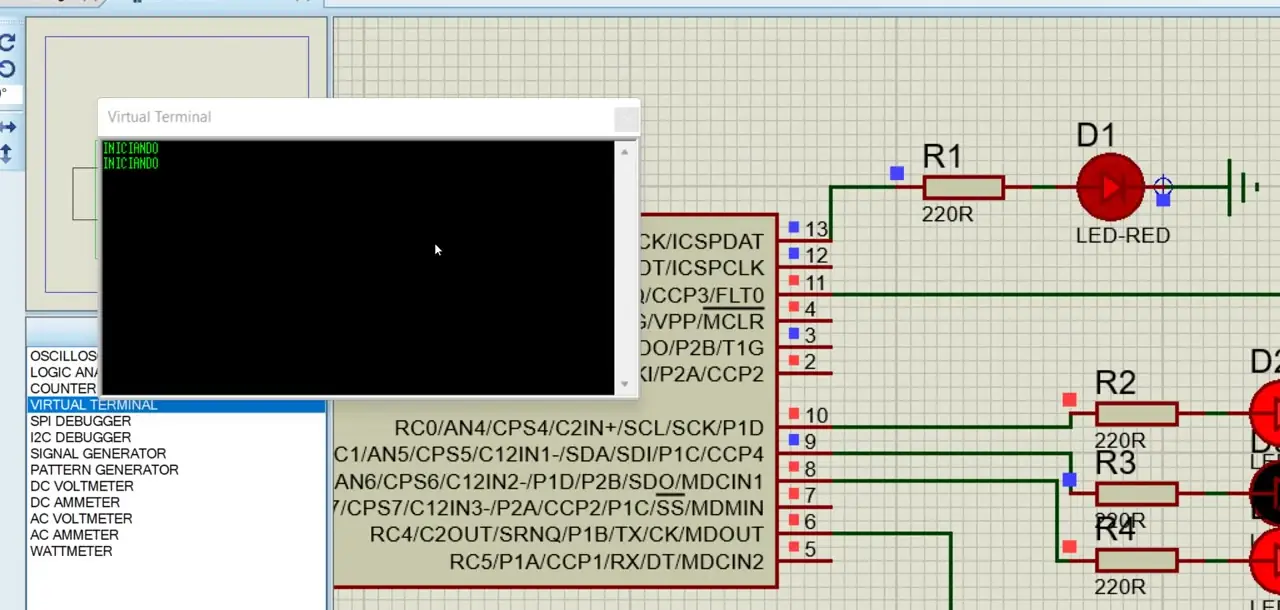 Virtual Terminal
INICIANDO
INICIANDO
OSCILLOS
LOGIC ANA
COUNTER
VIRTUAL TERMINAL
SPI DEBUGGER
I2C DEBUGGER
SIGNAL GENERATOR
PATTERN GENERATOR
DC VOLTMETER
DC AMMETER
AC VOLTMETER
AC AMMETER
WATTMETER
CK/ICSPDAT 13
OT/ICSPCLK 12
/CCP3/FLT0 11
/VPP/MCLR 4
DO/P2B/T1G 3
KI/P2A/CCP2 2
RC0/AN4/CPS4/C2IN+/SCL/SCK/P1D 10
C1/AN5/CPS5/C12IN1-/SDA/SDI/P1C/CCP4 9
AN6/CPS6/C12IN2-/P1D/P2B/SDO/MDCIN1 8
7/CPS7/C12IN3-/P2A/CCP2/P1C/SS/MDMIN 7
RC4/C2OUT/SRNQ/P1B/TX/CK/MDOUT 6
RC5/P1A/CCP1/RX/DT/MDCIN2 5
R1
220R
D1
LED-RED
R2
220R
R3
220R
R4
220R
D2